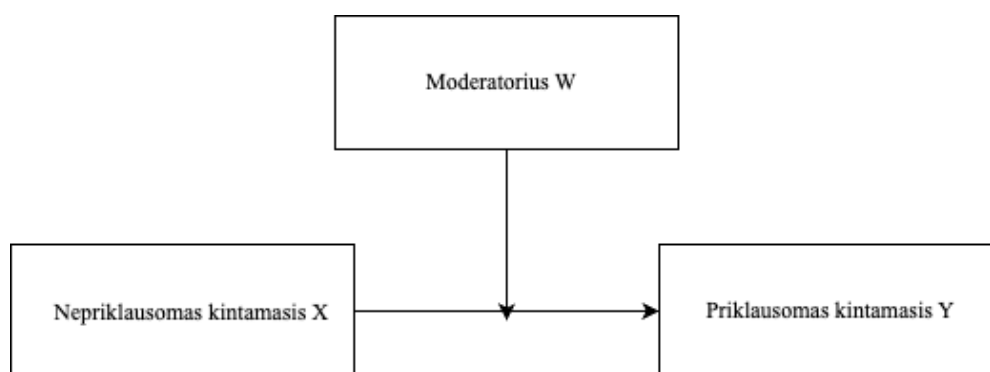 Moderatorius W
Nepriklausomas kintamasis X
Priklausomas kintamasis Y